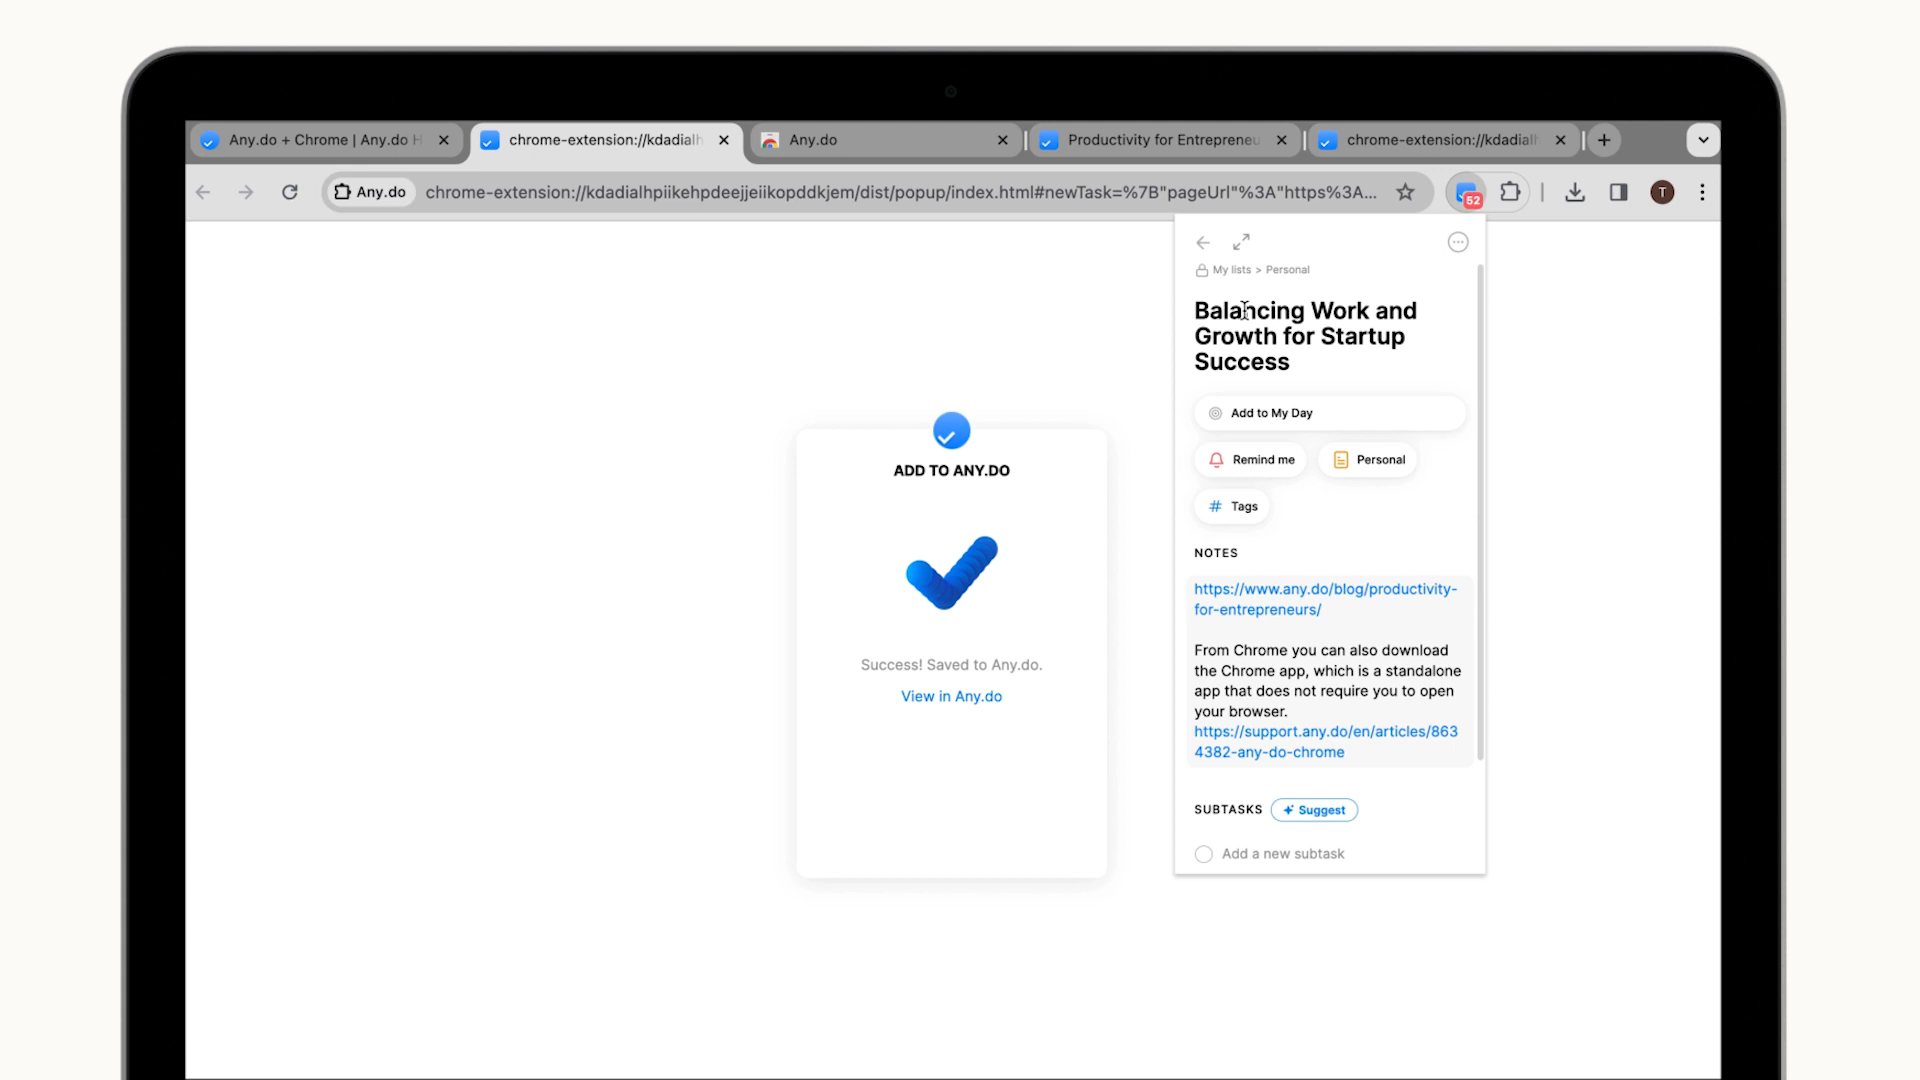 Any.do + Chrome | Any.do H
chrome-extension://kdadialh
Any.do
Productivity for Entrepreneu
chrome-extension://kdadialh
Any.do
chrome-extension://kdadialhpiikehpdeejjeiikopddkjem/dist/popup/index.html#newTask=%7B"pageUrl"%3A"https%3A...
52
T
My lists > Personal
Balancing Work and
Growth for Startup
Success
Add to My Day
Remind me
Personal
# Tags
NOTES
https://www.any.do/blog/productivity-
for-entrepreneurs/
From Chrome you can also download
the Chrome app, which is a standalone
app that does not require you to open
your browser.
https://support.any.do/en/articles/863
4382-any-do-chrome
SUBTASKS
Suggest
Add a new subtask
ADD TO ANY.DO
Success! Saved to Any.do.
View in Any.do